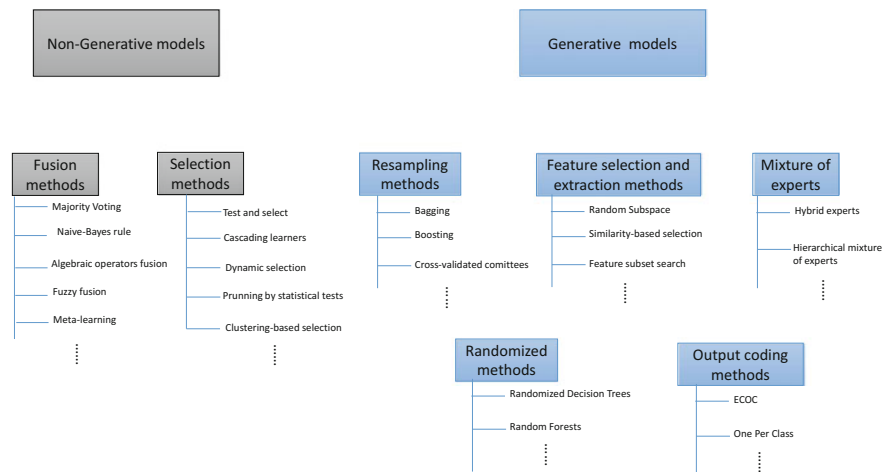 Non-Generative models
Generative models
Fusion
methods
Majority Voting
Naive-Bayes rule
Algebraic operators fusion
Fuzzy fusion
Meta-learning
Selection
methods
Test and select
Cascading learners
Dynamic selection
Prunning by statistical tests
Clustering-based selection
Resampling
methods
Bagging
Boosting
Cross-validated comittees
Feature selection and
extraction methods
Random Subspace
Similarity-based selection
Feature subset search
Mixture of
experts
Hybrid experts
Hierarchical mixture
of experts
Randomized
methods
Randomized Decision Trees
Random Forests
Output coding
methods
ECOC
One Per Class